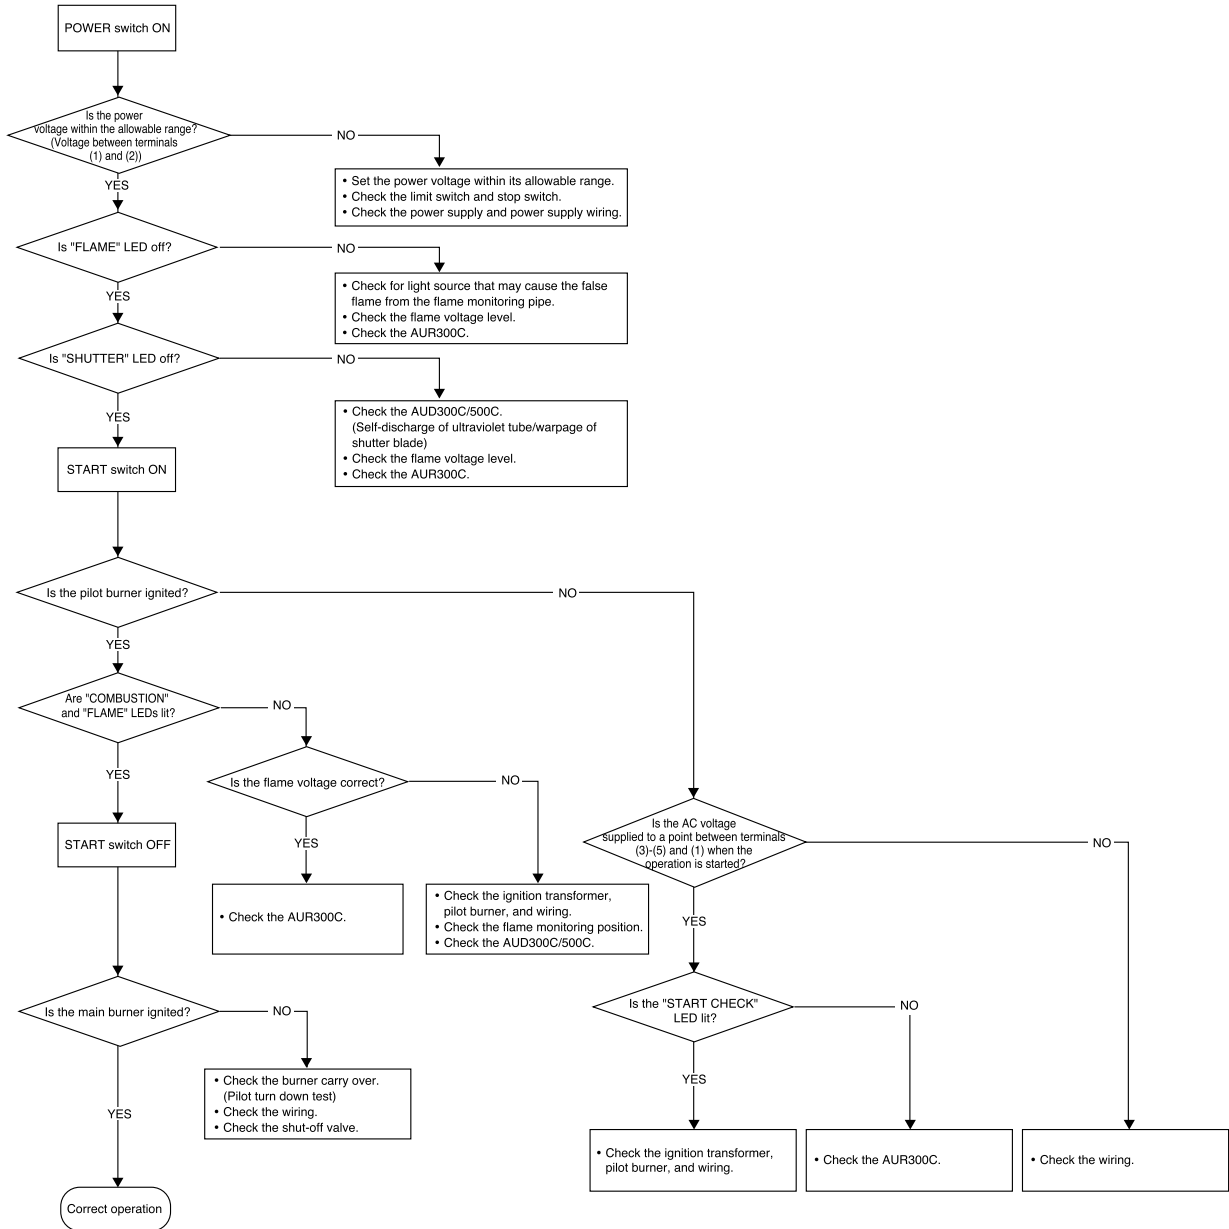 POWER switch ON
Is the power
voltage within the allowable range?
(Voltage between terminals
(1) and (2))
NO
• Set the power voltage within its allowable range.
• Check the limit switch and stop switch.
• Check the power supply and power supply wiring.
YES
Is "FLAME" LED off?
NO
• Check for light source that may cause the false
flame from the flame monitoring pipe.
• Check the flame voltage level.
• Check the AUR300C.
YES
Is "SHUTTER" LED off?
NO
• Check the AUD300C/500C.
(Self-discharge of ultraviolet tube/warpage of
shutter blade)
• Check the flame voltage level.
• Check the AUR300C.
YES
START switch ON
Is the pilot burner ignited?
NO
YES
Are "COMBUSTION"
and "FLAME" LEDs lit?
NO
YES
Is the flame voltage correct?
NO
YES
• Check the AUR300C.
• Check the ignition transformer,
pilot burner, and wiring.
• Check the flame monitoring position.
• Check the AUD300C/500C.
START switch OFF
Is the AC voltage
supplied to a point between terminals
(3)-(5) and (1) when the
operation is started?
NO
YES
Is the "START CHECK"
LED lit?
NO
YES
Is the main burner ignited?
NO
• Check the burner carry over.
(Pilot turn down test)
• Check the wiring.
• Check the shut-off valve.
YES
• Check the ignition transformer,
pilot burner, and wiring.
• Check the AUR300C.
• Check the wiring.
Correct operation